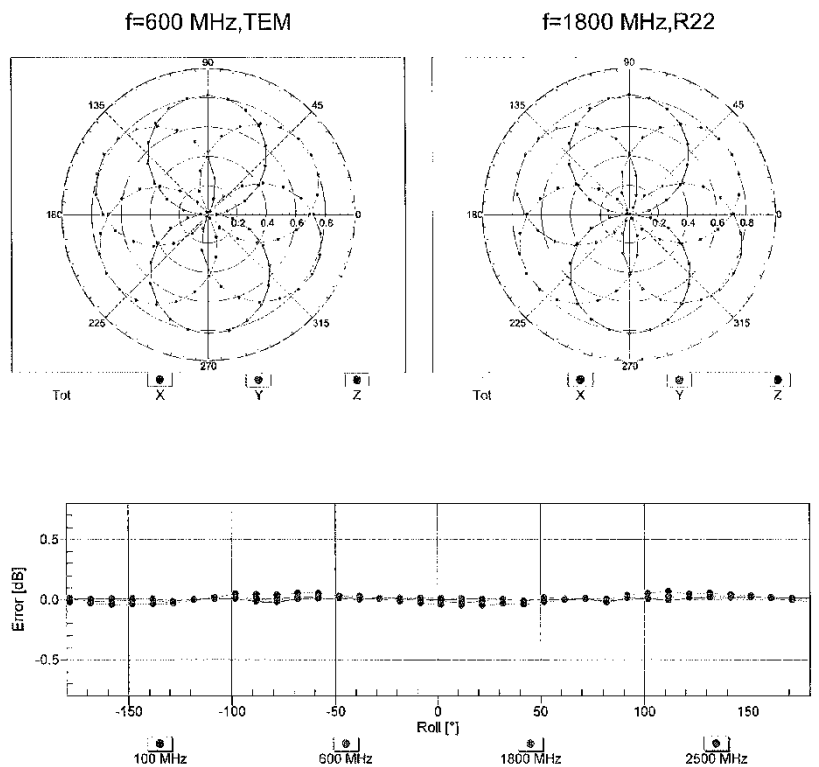 f=600 MHz,TEM
f=1800 MHz,R22
90
135
45
180
0.2 0.4 0.6 0.8
0
225
315
270
Tot X Y Z
90
135
45
180
0.2 0.4 0.6 0.8
0
225
315
270
Tot X Y Z
Error [dB]
0.5
0.0
-0.5
-150 -100 -50 0 50 100 150
Roll [°]
100 MHz 600 MHz 1800 MHz 2500 MHz